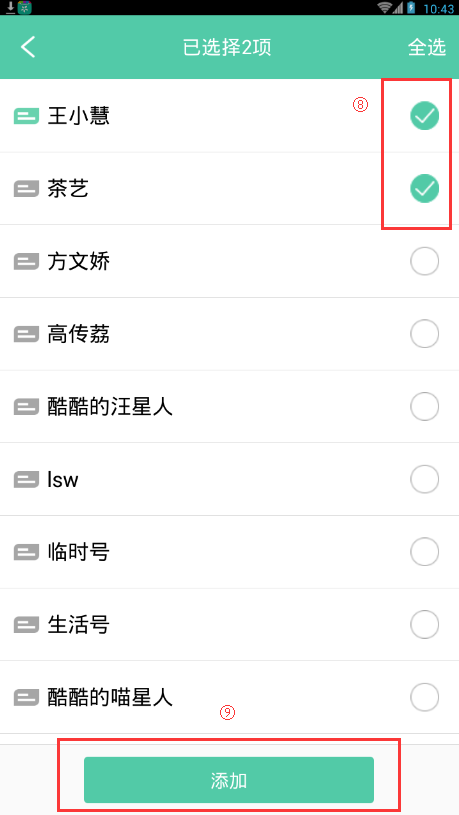 10:43
已选择2项 全选
王小慧 ⑧
茶艺
方文娇
高传荔
酷酷的汪星人
lsw
临时号
生活号
酷酷的喵星人
⑨
添加